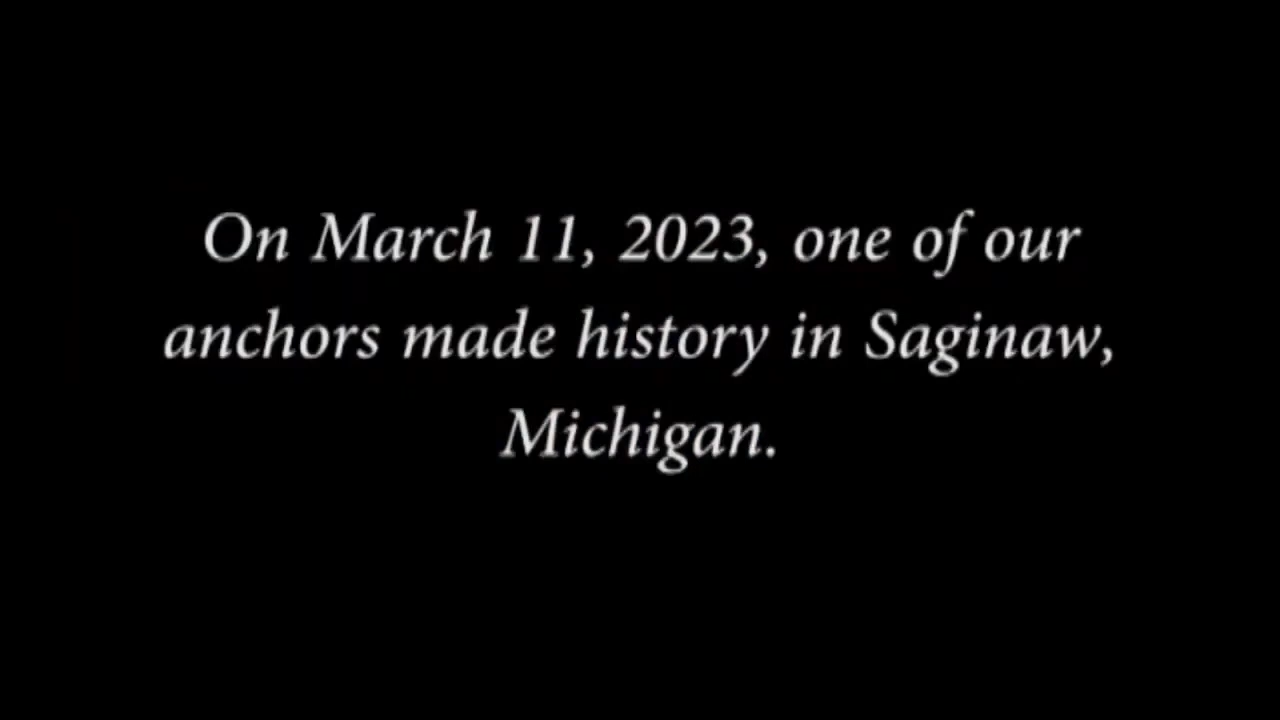 On March 11, 2023, one of our
anchors made history in Saginaw,
Michigan.